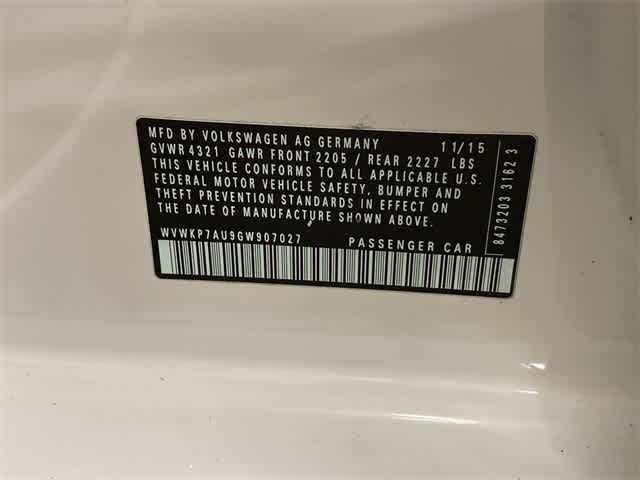 MFD BY VOLKSWAGEN AG GERMANY 11/15
GVWR 4321 GAWR FRONT 2205 / REAR 2227 LBS
THIS VEHICLE CONFORMS TO ALL APPLICABLE U.S.
FEDERAL MOTOR VEHICLE SAFETY, BUMPER AND
THEFT PREVENTION STANDARDS IN EFFECT ON
THE DATE OF MANUFACTURE SHOWN ABOVE.
WVWKP7AU9GW907027 PASSENGER CAR
8473203 3162 3